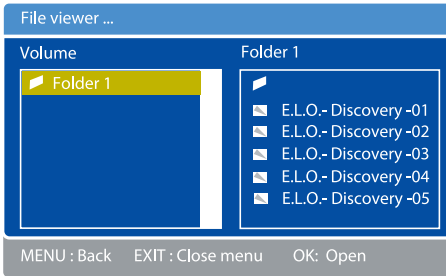 File viewer ...
Volume
Folder 1
Folder 1
E.L.O.- Discovery -01
E.L.O.- Discovery -02
E.L.O.- Discovery -03
E.L.O.- Discovery -04
E.L.O.- Discovery -05
MENU : Back EXIT : Close menu OK: Open